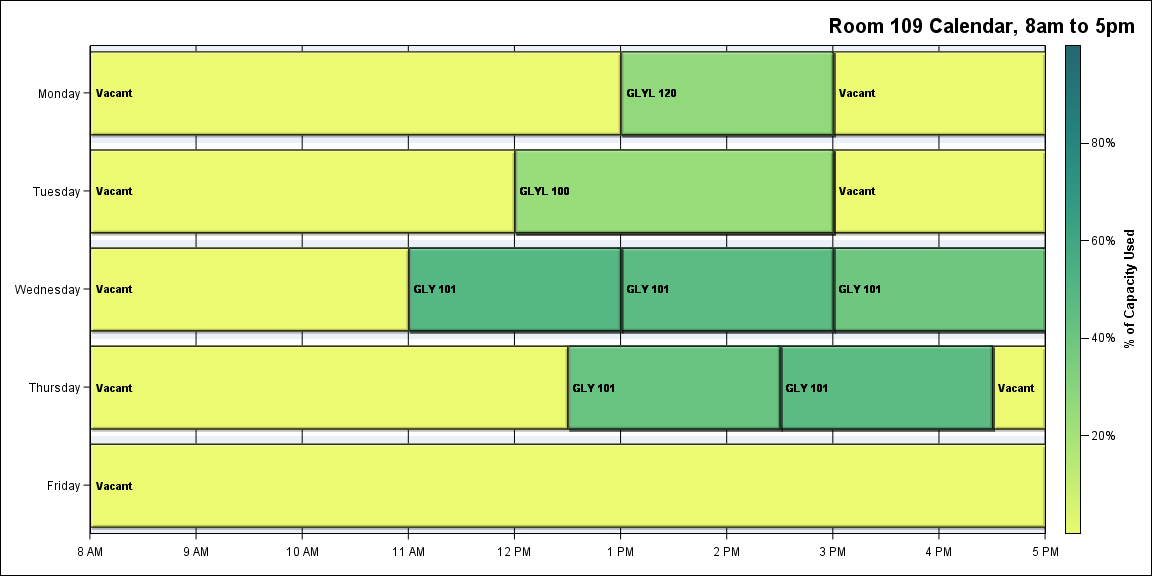 Room 109 Calendar, 8am to 5pm
Monday
Vacant
GLYL 120
Vacant
Tuesday
Vacant
GLYL 100
Vacant
Wednesday
Vacant
GLY 101
GLY 101
GLY 101
Thursday
Vacant
GLY 101
GLY 101
Vacant
Friday
Vacant
8 AM
9 AM
10 AM
11 AM
12 PM
1 PM
2 PM
3 PM
4 PM
5 PM
80%
60%
40%
20%
% of Capacity Used